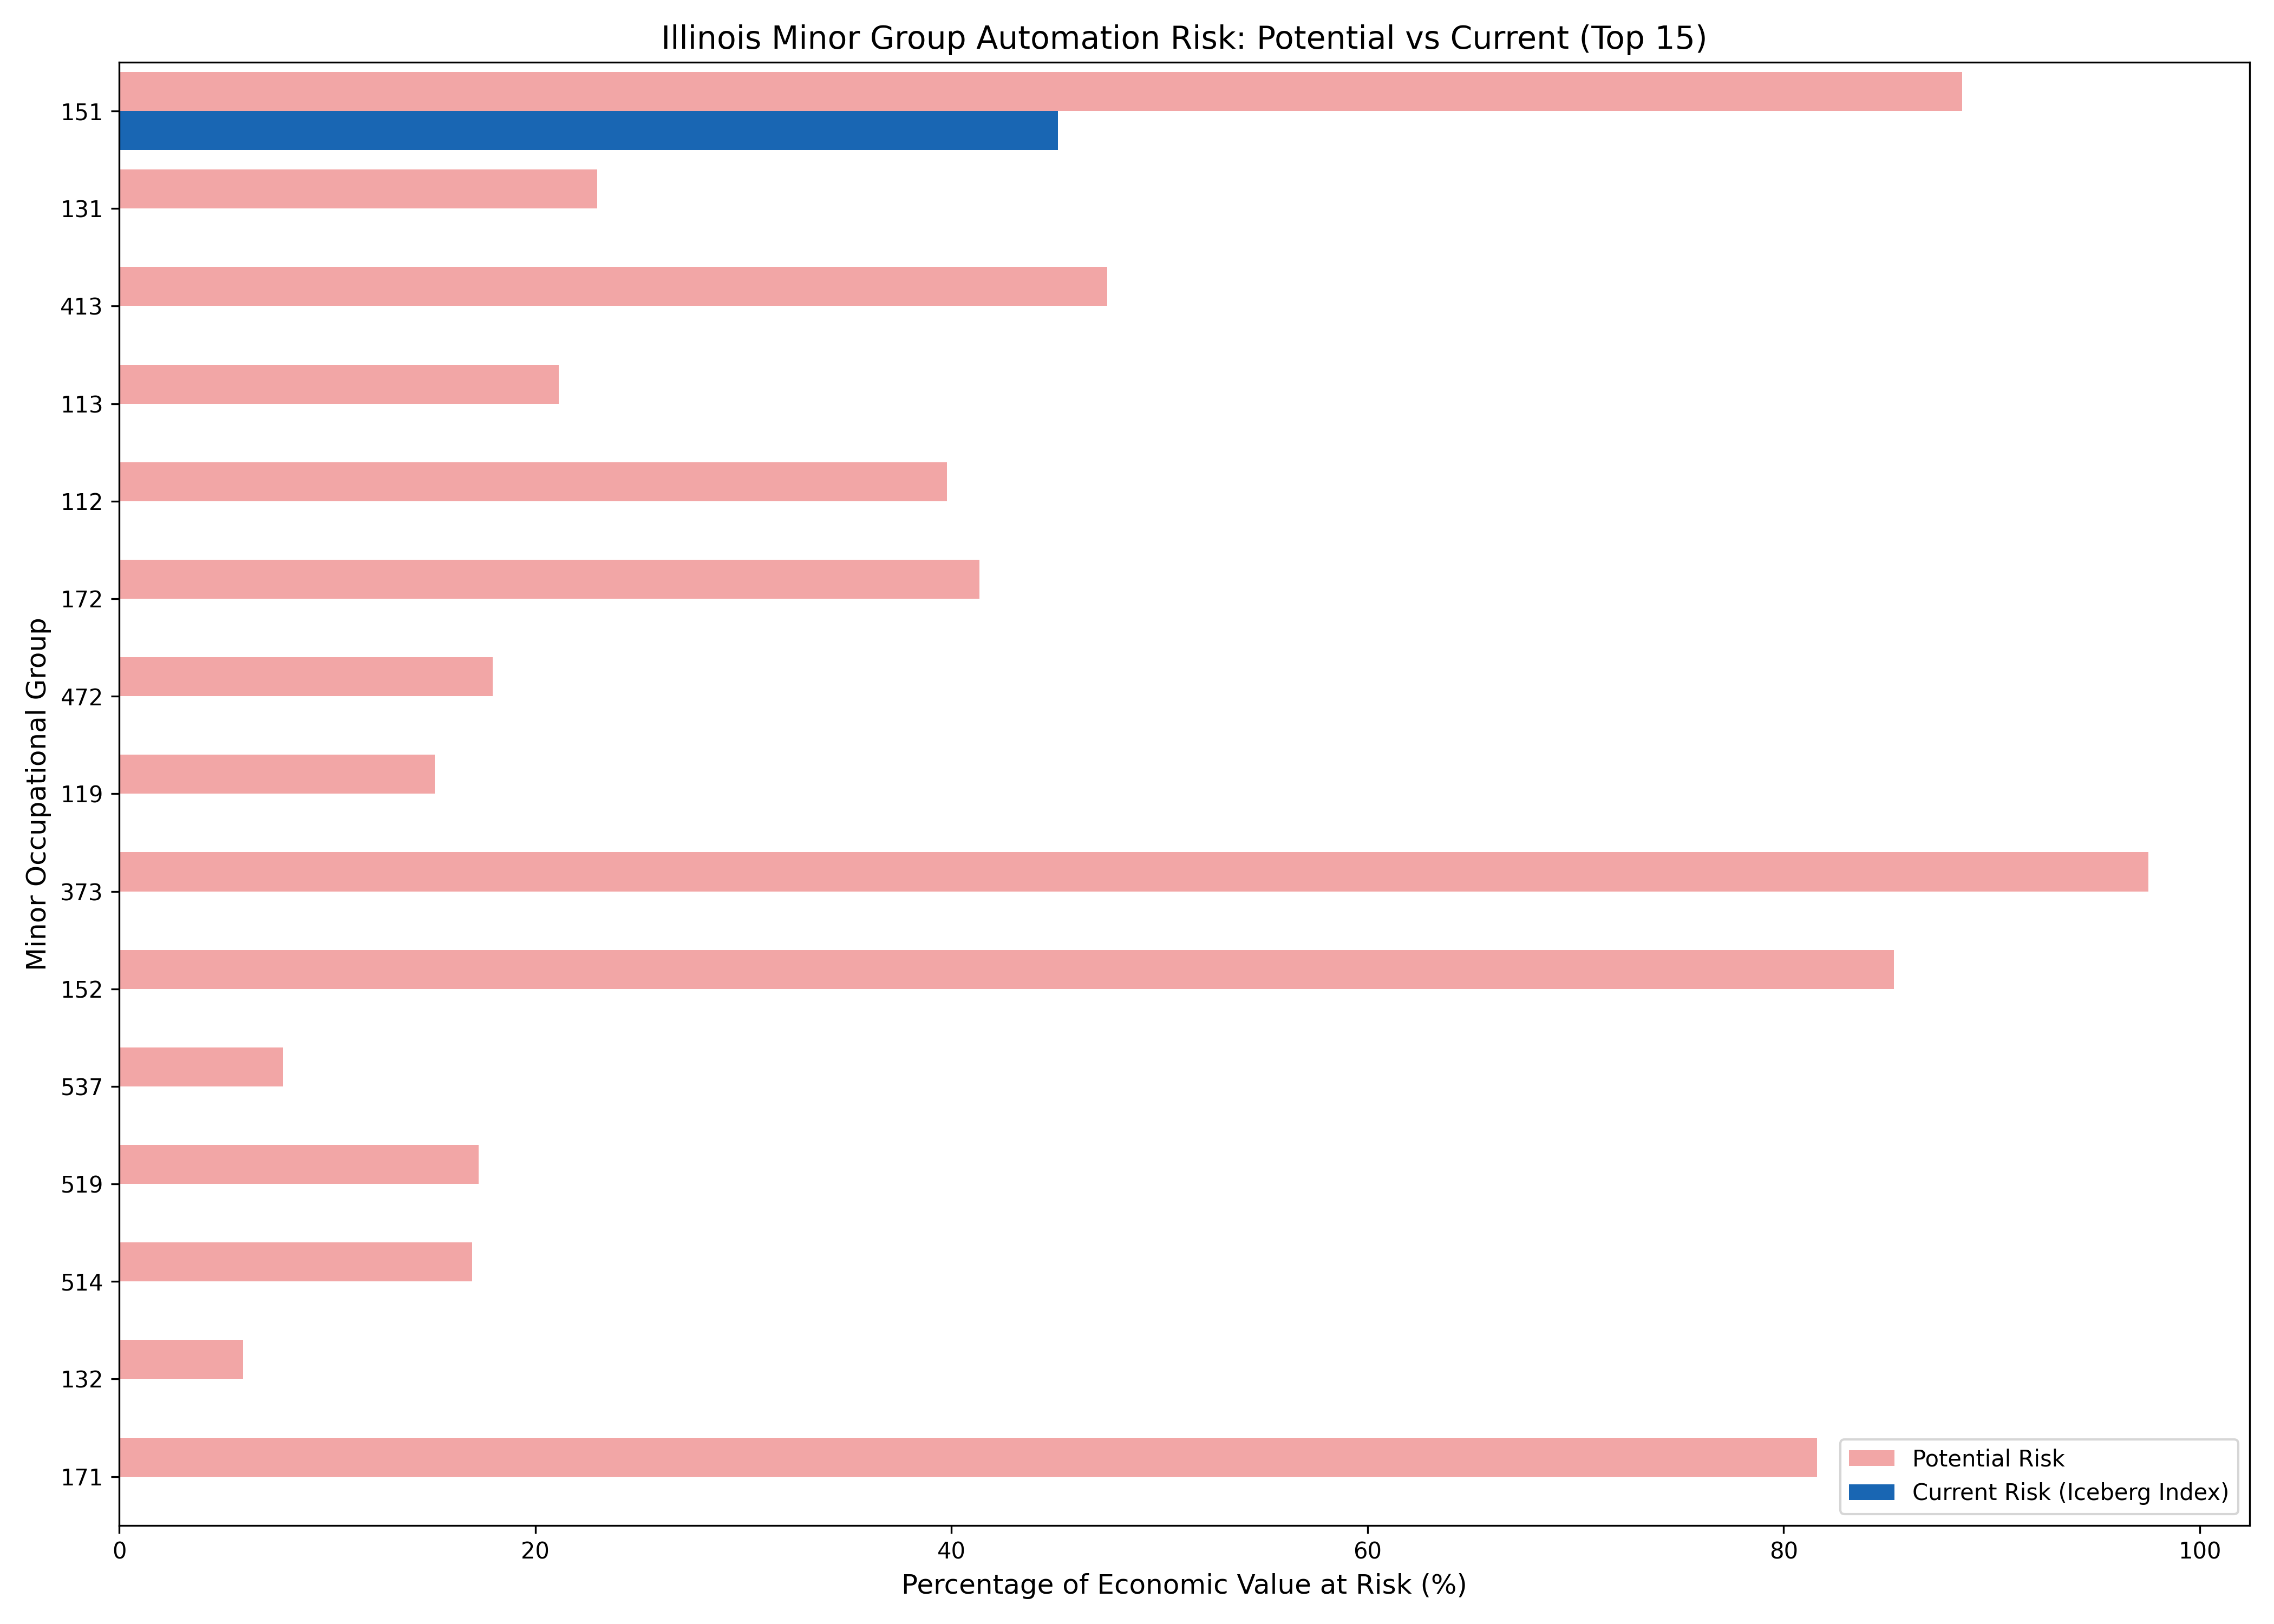 Illinois Minor Group Automation Risk: Potential vs Current (Top 15)
Minor Occupational Group
151
131
413
113
112
172
472
119
373
152
537
519
514
132
171
Potential Risk
Current Risk (Iceberg Index)
0 20 40 60 80 100
Percentage of Economic Value at Risk (%)